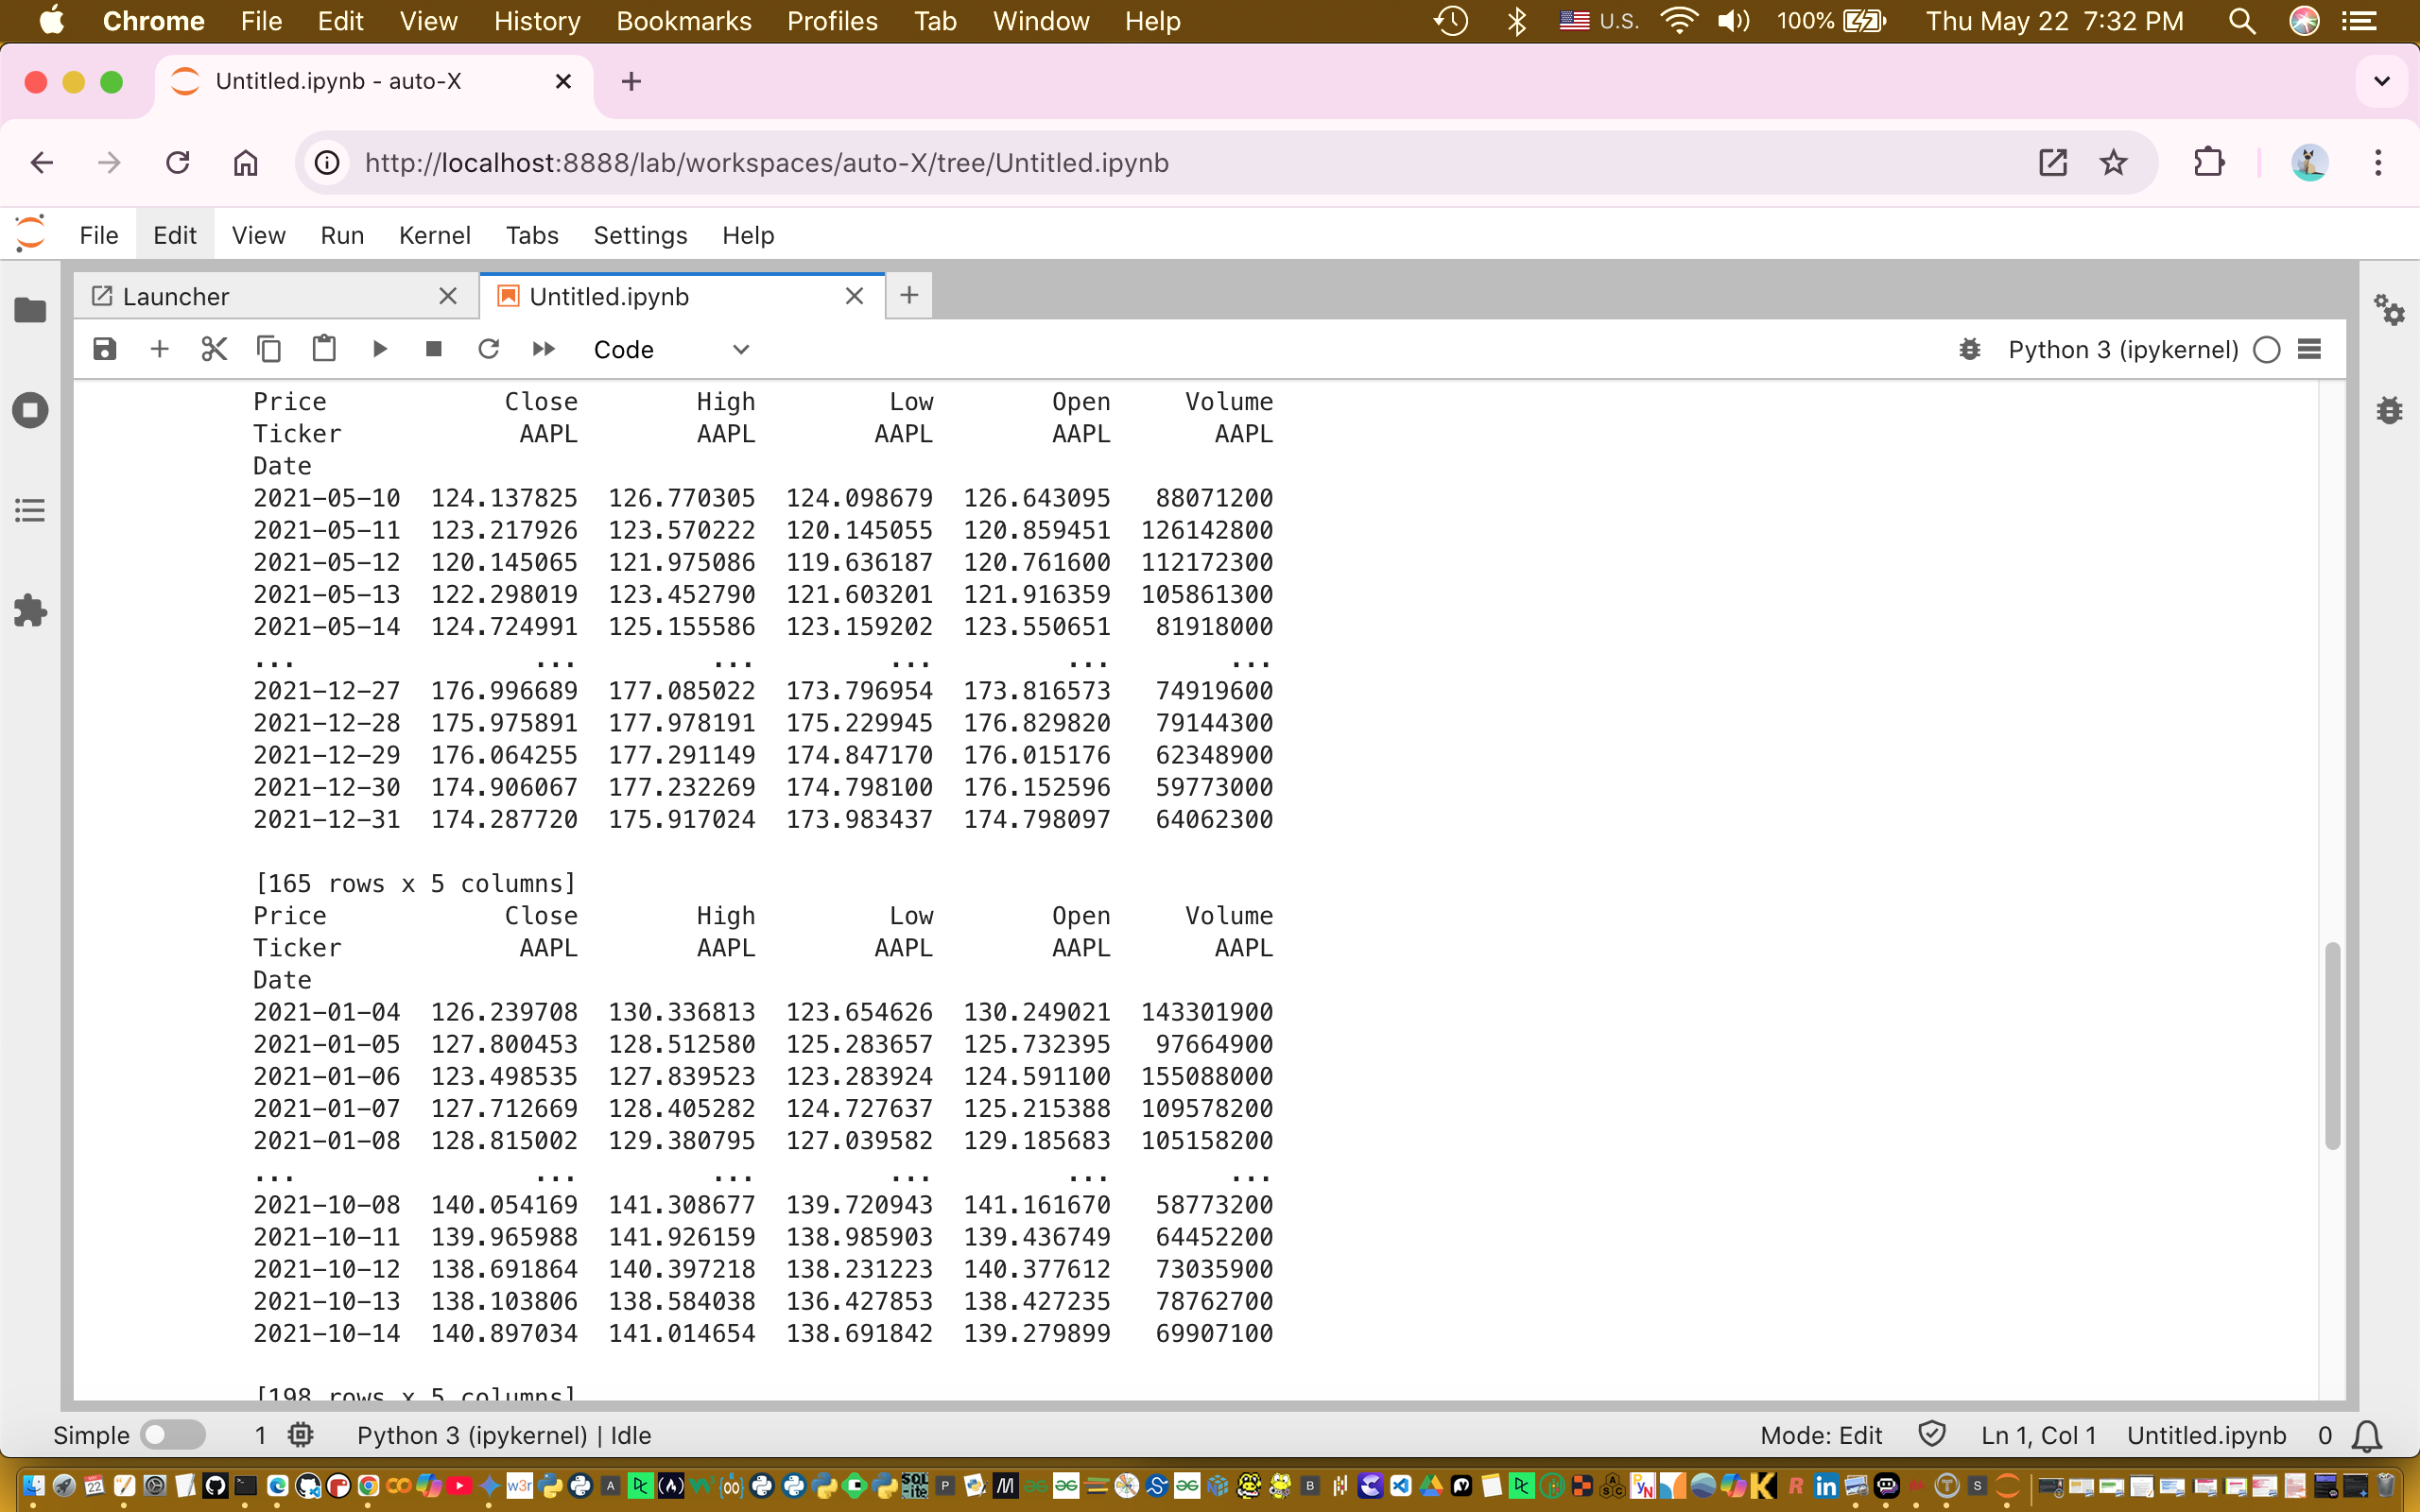 Chrome File Edit View History Bookmarks Profiles Tab Window Help U.S. 100% Thu May 22 7:32 PM
Untitled.ipynb - auto-X
http://localhost:8888/lab/workspaces/auto-X/tree/Untitled.ipynb
File Edit View Run Kernel Tabs Settings Help
Launcher Untitled.ipynb
Code Python 3 (ipykernel)
Price Close High Low Open Volume
Ticker AAPL AAPL AAPL AAPL AAPL
Date
2021-05-10 124.137825 126.770305 124.098679 126.643095 88071200
2021-05-11 123.217926 123.570222 120.145055 120.859451 126142800
2021-05-12 120.145065 121.975086 119.636187 120.761600 112172300
2021-05-13 122.298019 123.452790 121.603201 121.916359 105861300
2021-05-14 124.724991 125.155586 123.159202 123.550651 81918000
... ... ... ... ... ...
2021-12-27 176.996689 177.085022 173.796954 173.816573 74919600
2021-12-28 175.975891 177.978191 175.229945 176.829820 79144300
2021-12-29 176.064255 177.291149 174.847170 176.015176 62348900
2021-12-30 174.906067 177.232269 174.798100 176.152596 59773000
2021-12-31 174.287720 175.917024 173.983437 174.798097 64062300
[165 rows x 5 columns]
Price Close High Low Open Volume
Ticker AAPL AAPL AAPL AAPL AAPL
Date
2021-01-04 126.239708 130.336813 123.654626 130.249021 143301900
2021-01-05 127.800453 128.512580 125.283657 125.732395 97664900
2021-01-06 123.498535 127.839523 123.283924 124.591100 155088000
2021-01-07 127.712669 128.405282 124.727637 125.215388 109578200
2021-01-08 128.815002 129.380795 127.039582 129.185683 105158200
... ... ... ... ... ...
2021-10-08 140.054169 141.308677 139.720943 141.161670 58773200
2021-10-11 139.965988 141.926159 138.985903 139.436749 64452200
2021-10-12 138.691864 140.397218 138.231223 140.377612 73035900
2021-10-13 138.103806 138.584038 136.427853 138.427235 78762700
2021-10-14 140.897034 141.014654 138.691842 139.279899 69907100
[198 rows x 5 columns]
Simple 1 Python 3 (ipykernel) | Idle Mode: Edit Ln 1, Col 1 Untitled.ipynb 0